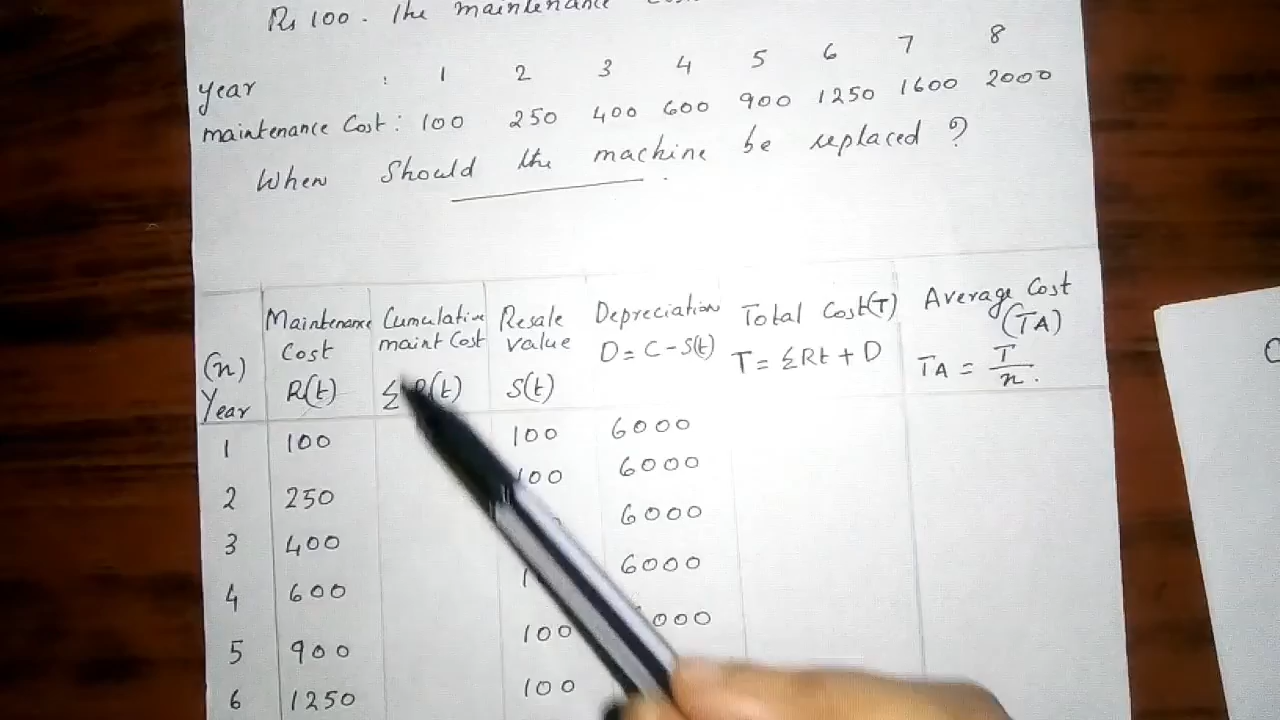 Rs 100. The maintenance
year : 1 2 3 4 5 6 7 8
maintenance Cost : 100 250 400 600 900 1250 1600 2000
When should the machine be replaced ?
(n) Year Maintenance Cost R(t) Cumulative maint Cost Σ R(t) Resale value S(t) Depreciation D = C - S(t) Total Cost (T) T = ΣRt + D Average Cost (TA) TA = T/n.
1 100 100 6000
2 250 100 6000
3 400 6000
4 600 6000
5 900 100 000
6 1250 100